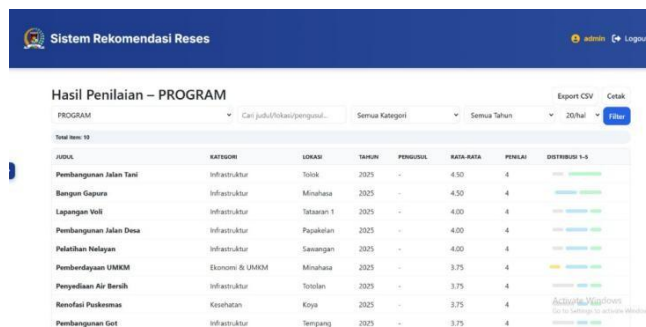 Sistem Rekomendasi Reses admin Logou
Hasil Penilaian – PROGRAM Export CSV Cetak
PROGRAM Cari judul/lokasi/pengusul... Semua Kategori Semua Tahun 20/hal Filter
Total item: 10
JUDUL KATEGORI LOKASI TAHUN PENGUSUL RATA-RATA PENILAI DISTRIBUSI 1–5
Pembangunan Jalan Tani Infrastruktur Tolok 2025 - 4.50 4
Bangun Gapura Infrastruktur Minahasa 2025 - 4.50 4
Lapangan Voli Infrastruktur Tataaran 1 2025 - 4.00 4
Pembangunan Jalan Desa Infrastruktur Papakelan 2025 - 4.00 4
Pelatihan Nelayan Infrastruktur Sawangan 2025 - 4.00 4
Pemberdayaan UMKM Ekonomi & UMKM Minahasa 2025 - 3.75 4
Penyediaan Air Bersih Infrastruktur Totolan 2025 - 3.75 4
Renofasi Puskesmas Kesehatan Koya 2025 - 3.75 4
Activate Windows
Go to Settings to activate Window
Pembangunan Got Infrastruktur Tempang 2025 - 3.75 4